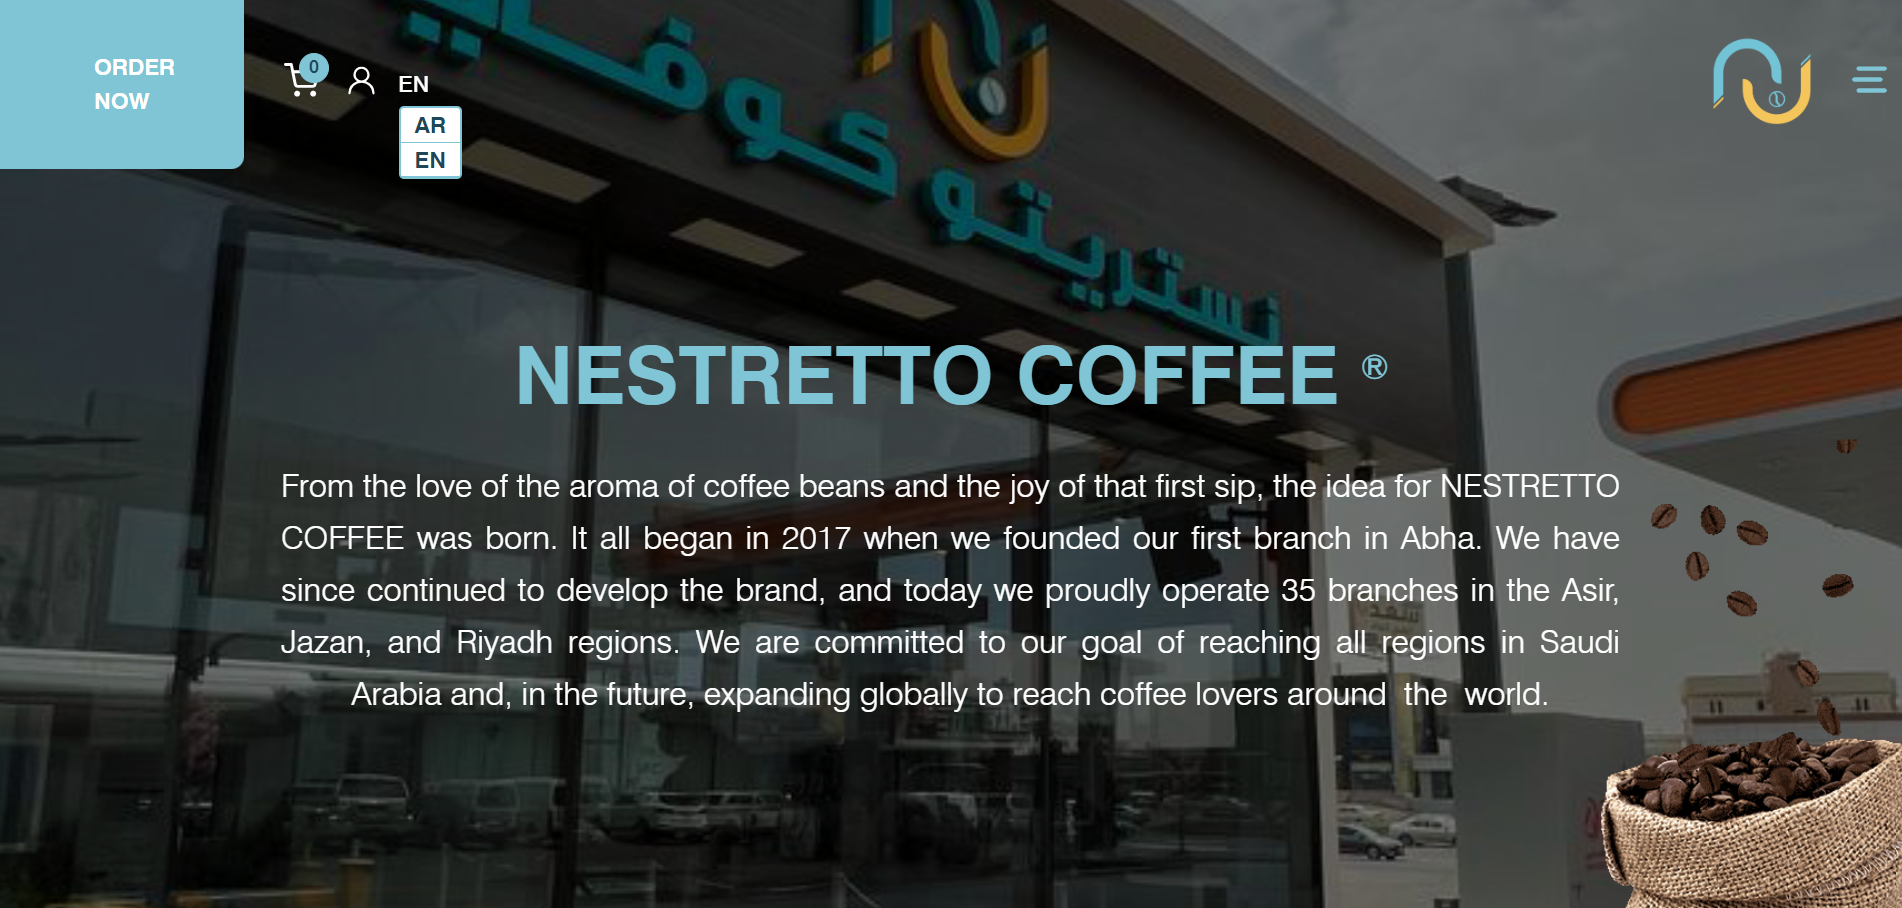 ORDER
NOW
0
EN
AR
EN
نستريتو كوفي
NESTRETTO COFFEE ®
From the love of the aroma of coffee beans and the joy of that first sip, the idea for NESTRETTO
COFFEE was born. It all began in 2017 when we founded our first branch in Abha. We have
since continued to develop the brand, and today we proudly operate 35 branches in the Asir,
Jazan, and Riyadh regions. We are committed to our goal of reaching all regions in Saudi
Arabia and, in the future, expanding globally to reach coffee lovers around the world.